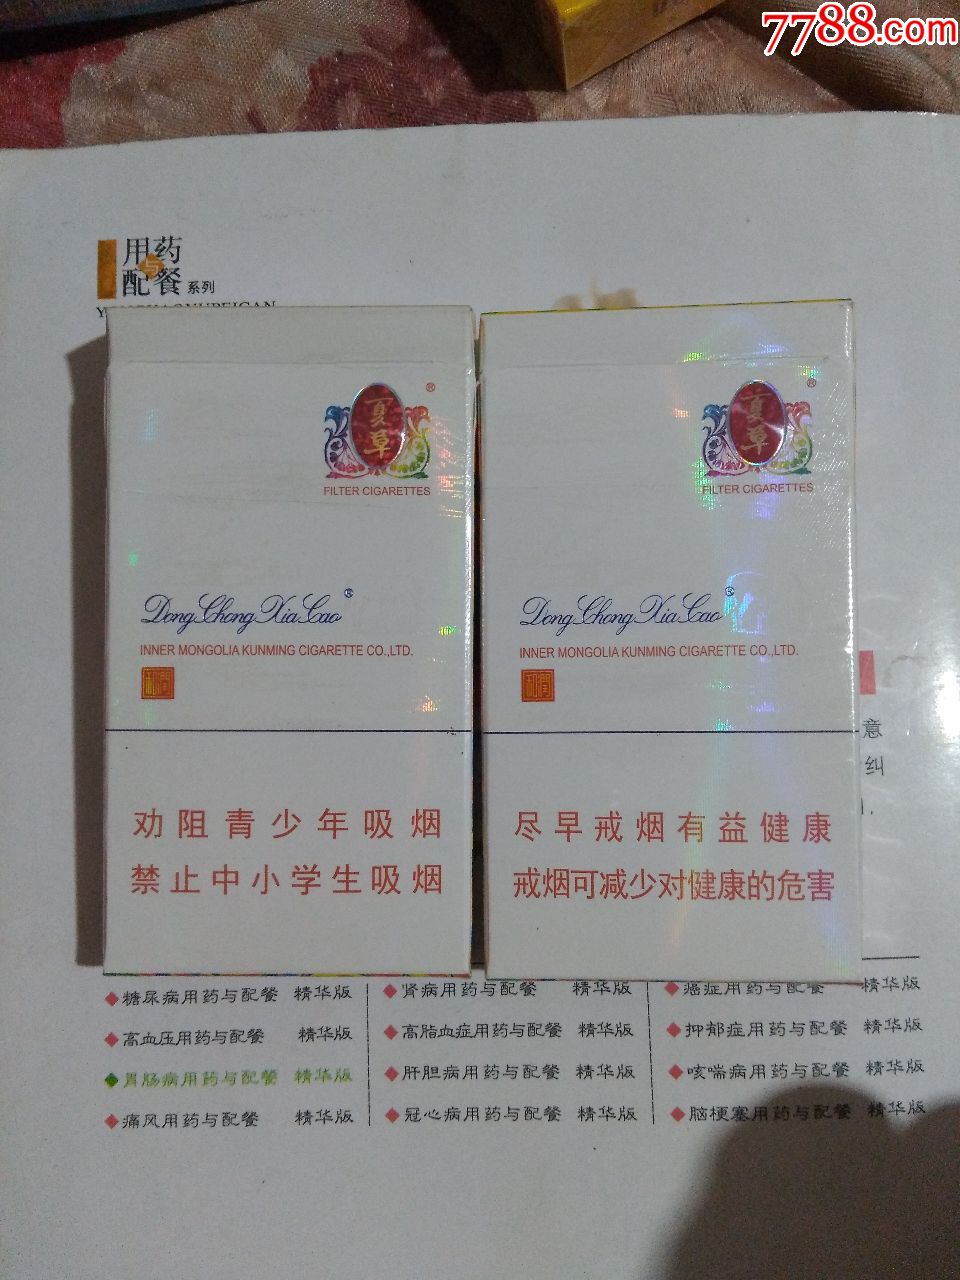 7788.com
用药
与
配餐 系列
夏草
®
FILTER CIGARETTES
Dong Chong Xia Cao ®
INNER MONGOLIA KUNMING CIGARETTE CO.,LTD.
劝阻青少年吸烟
禁止中小学生吸烟
夏草
®
FILTER CIGARETTES
Dong Chong Xia Cao ®
INNER MONGOLIA KUNMING CIGARETTE CO.,LTD.
尽早戒烟有益健康
戒烟可减少对健康的危害
意
纠
糖尿病用药与配餐 精华版
高血压用药与配餐 精华版
胃肠病用药与配餐 精华版
痛风用药与配餐 精华版
肾病用药与配餐 精华版
高脂血症用药与配餐 精华版
肝胆病用药与配餐 精华版
冠心病用药与配餐 精华版
癌症用药与配餐 精华版
抑郁症用药与配餐 精华版
咳喘病用药与配餐 精华版
脑梗塞用药与配餐 精华版